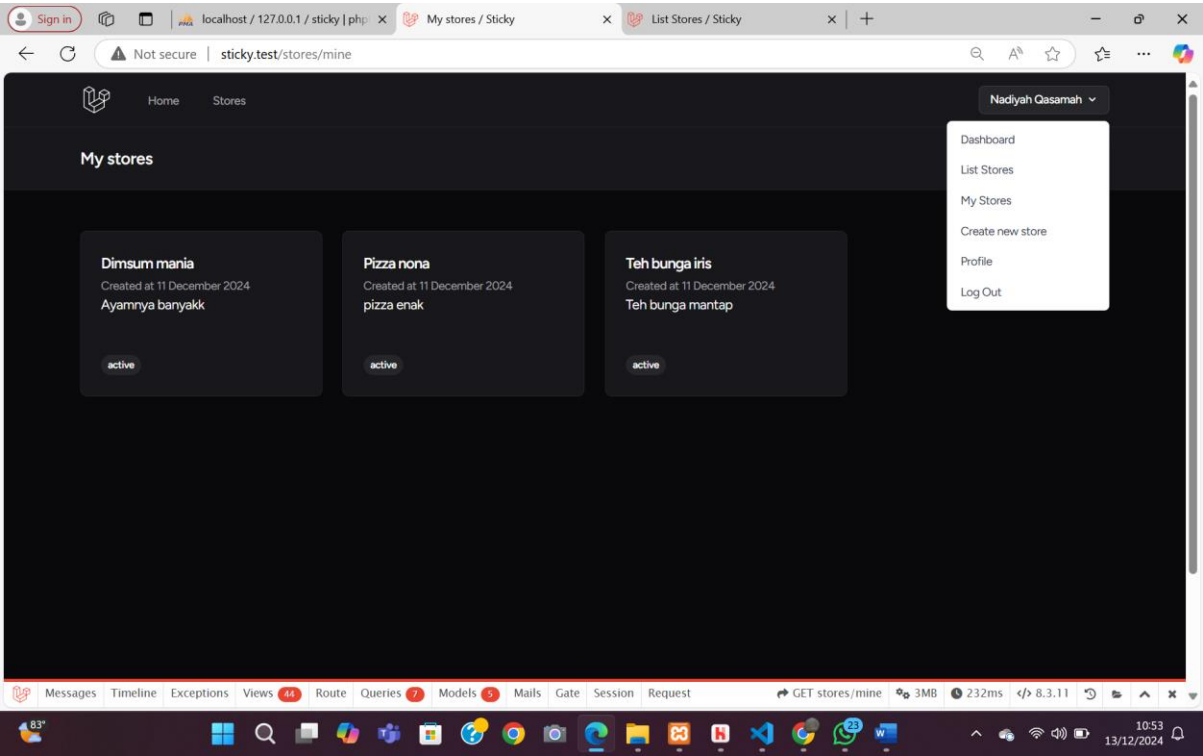 Sign in
localhost / 127.0.0.1 / sticky | php
My stores / Sticky
List Stores / Sticky
Not secure
sticky.test/stores/mine
Home
Stores
Nadiyah Qasamah
Dashboard
List Stores
My Stores
Create new store
Profile
Log Out
My stores
Dimsum mania
Created at 11 December 2024
Ayamnya banyakk
active
Pizza nona
Created at 11 December 2024
pizza enak
active
Teh bunga iris
Created at 11 December 2024
Teh bunga mantap
active
Messages Timeline Exceptions Views 44 Route Queries 7 Models 5 Mails Gate Session Request GET stores/mine 3MB 232ms 8.3.11
83°
23
10:53
13/12/2024